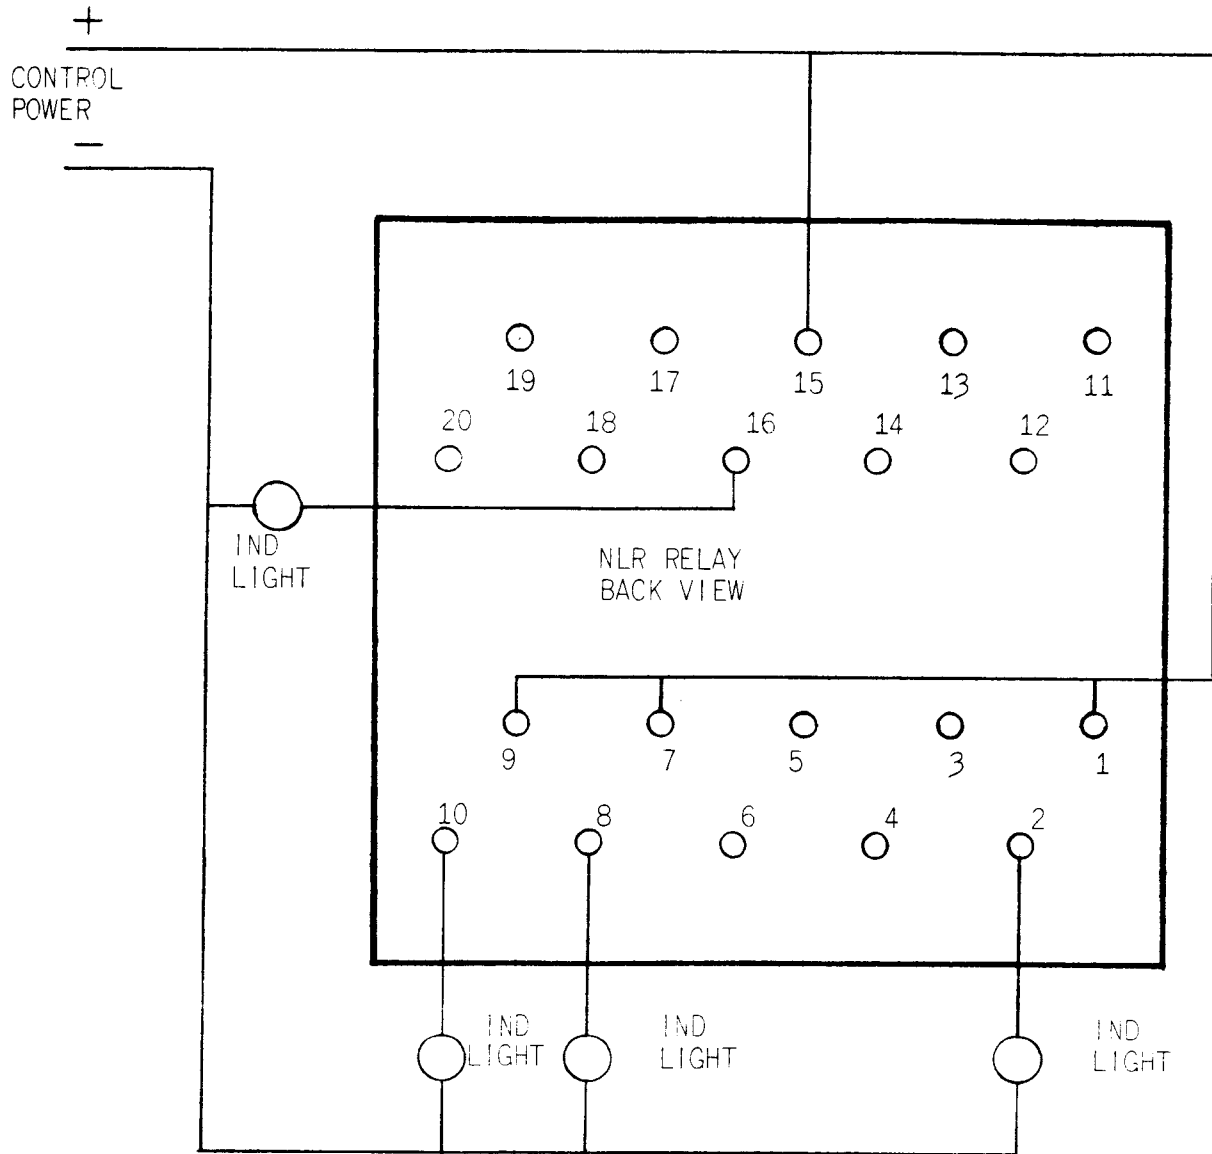 +
CONTROL
POWER
−
19 17 15 13 11
20 18 16 14 12
IND
LIGHT
NLR RELAY
BACK VIEW
9 7 5 3 1
10 8 6 4 2
IND
LIGHT
IND
LIGHT
IND
LIGHT